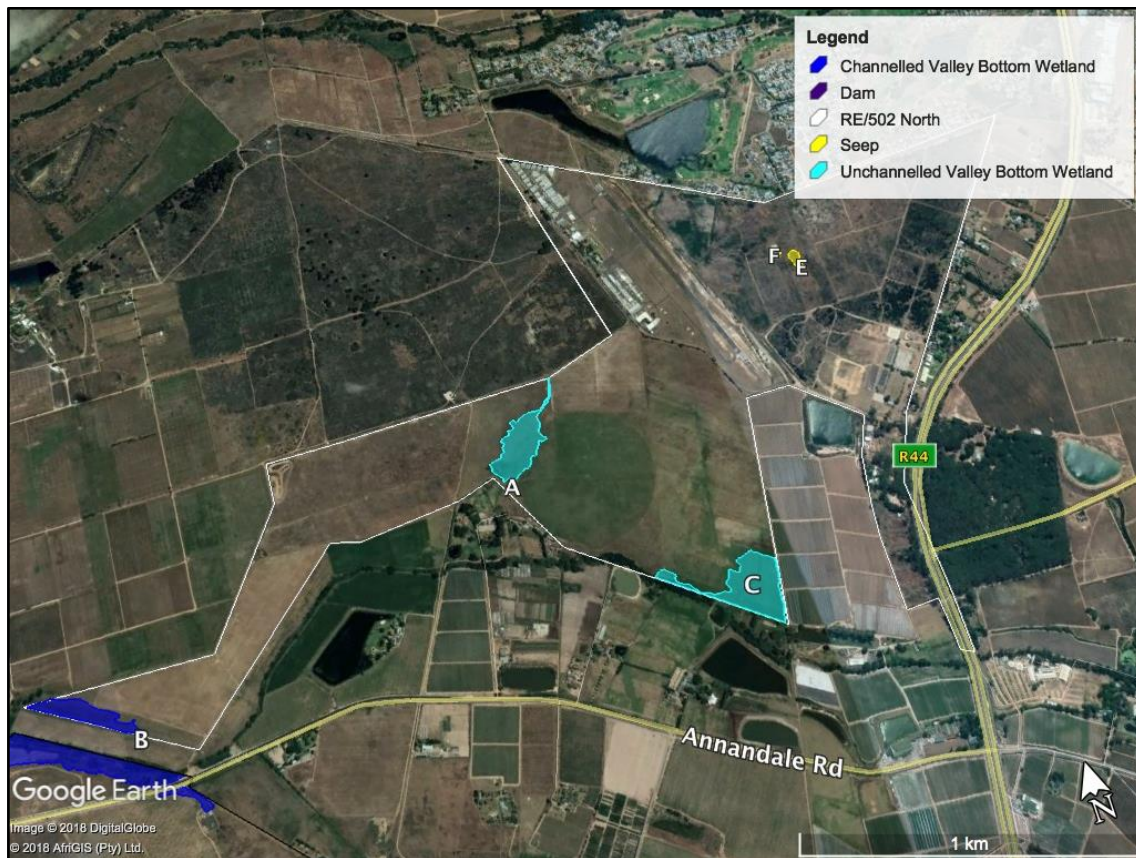 Legend
Channelled Valley Bottom Wetland
Dam
RE/502 North
Seep
Unchannelled Valley Bottom Wetland
F
E
R44
A
C
B
Annandale Rd
Google Earth
N
Image © 2018 DigitalGlobe
© 2018 AfriGIS (Pty) Ltd.
1 km